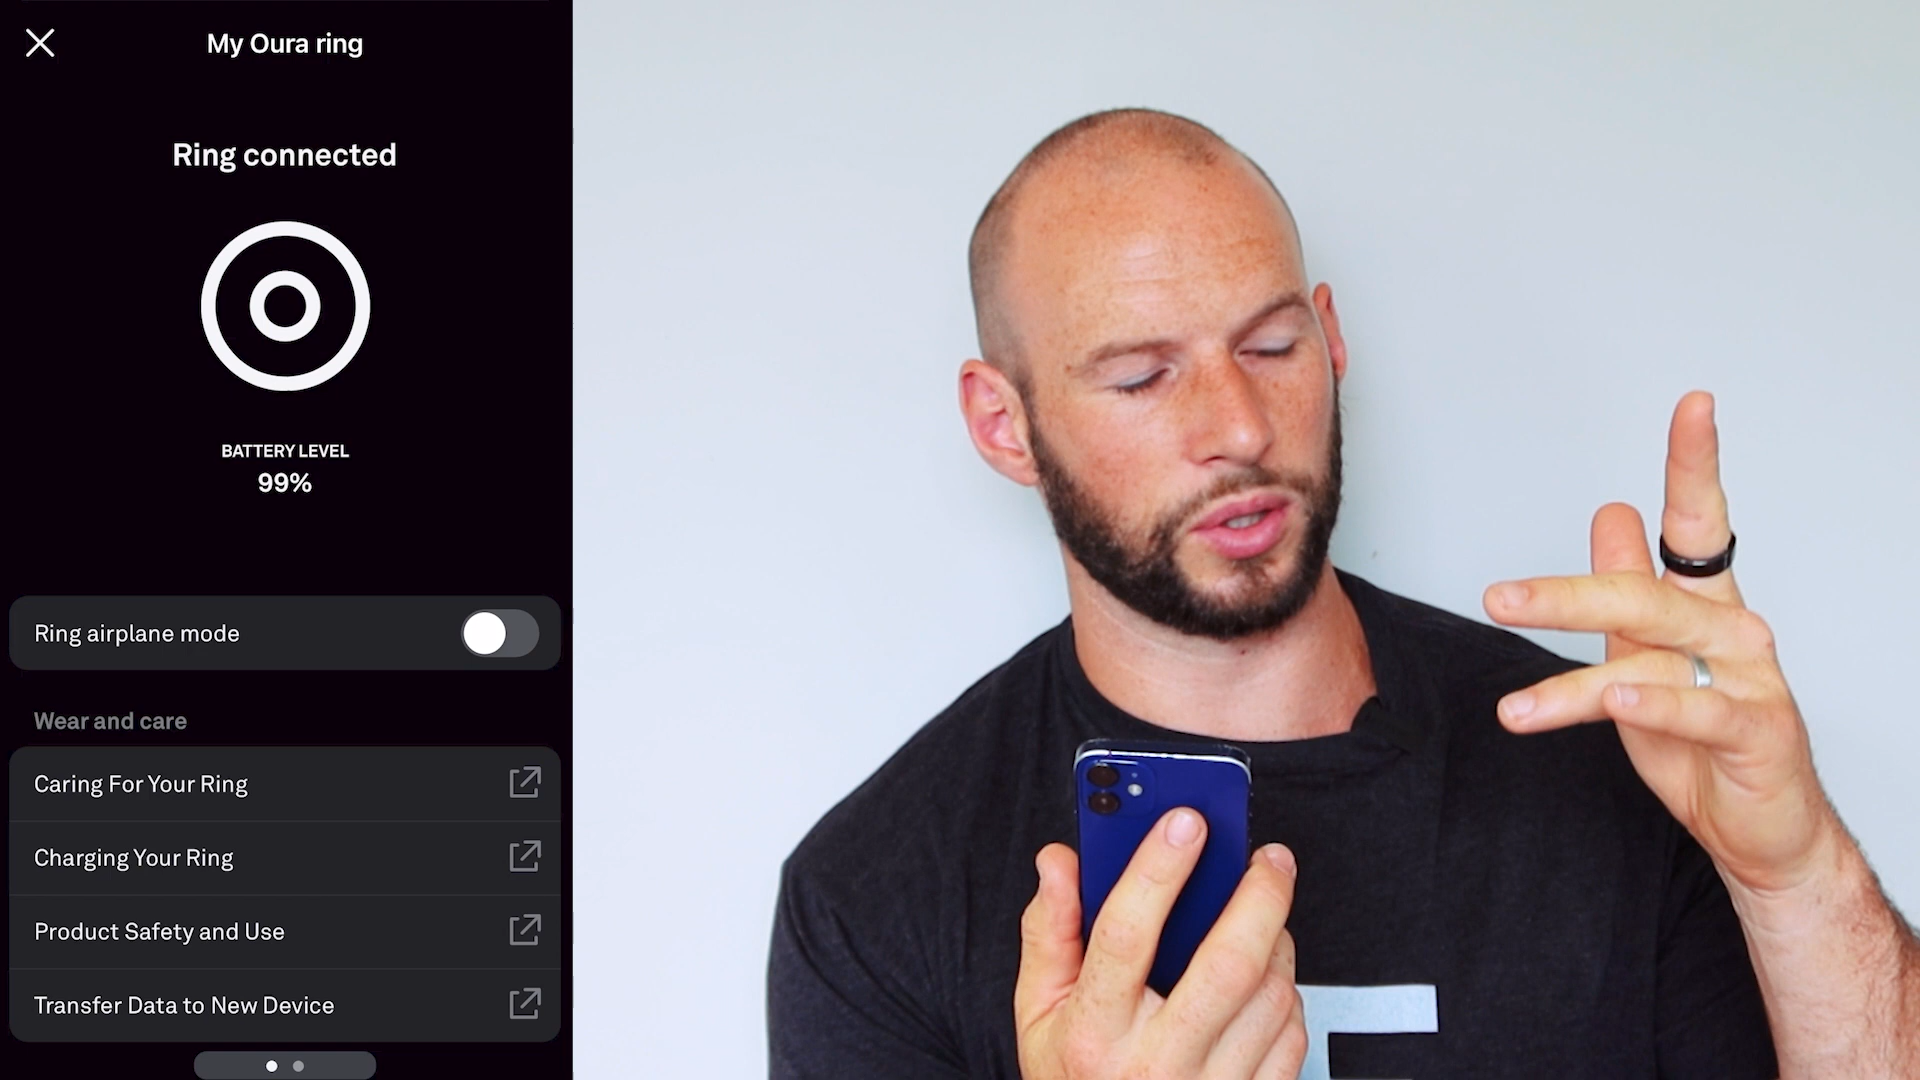 My Oura ring
Ring connected
BATTERY LEVEL
99%
Ring airplane mode
Wear and care
Caring For Your Ring
Charging Your Ring
Product Safety and Use
Transfer Data to New Device